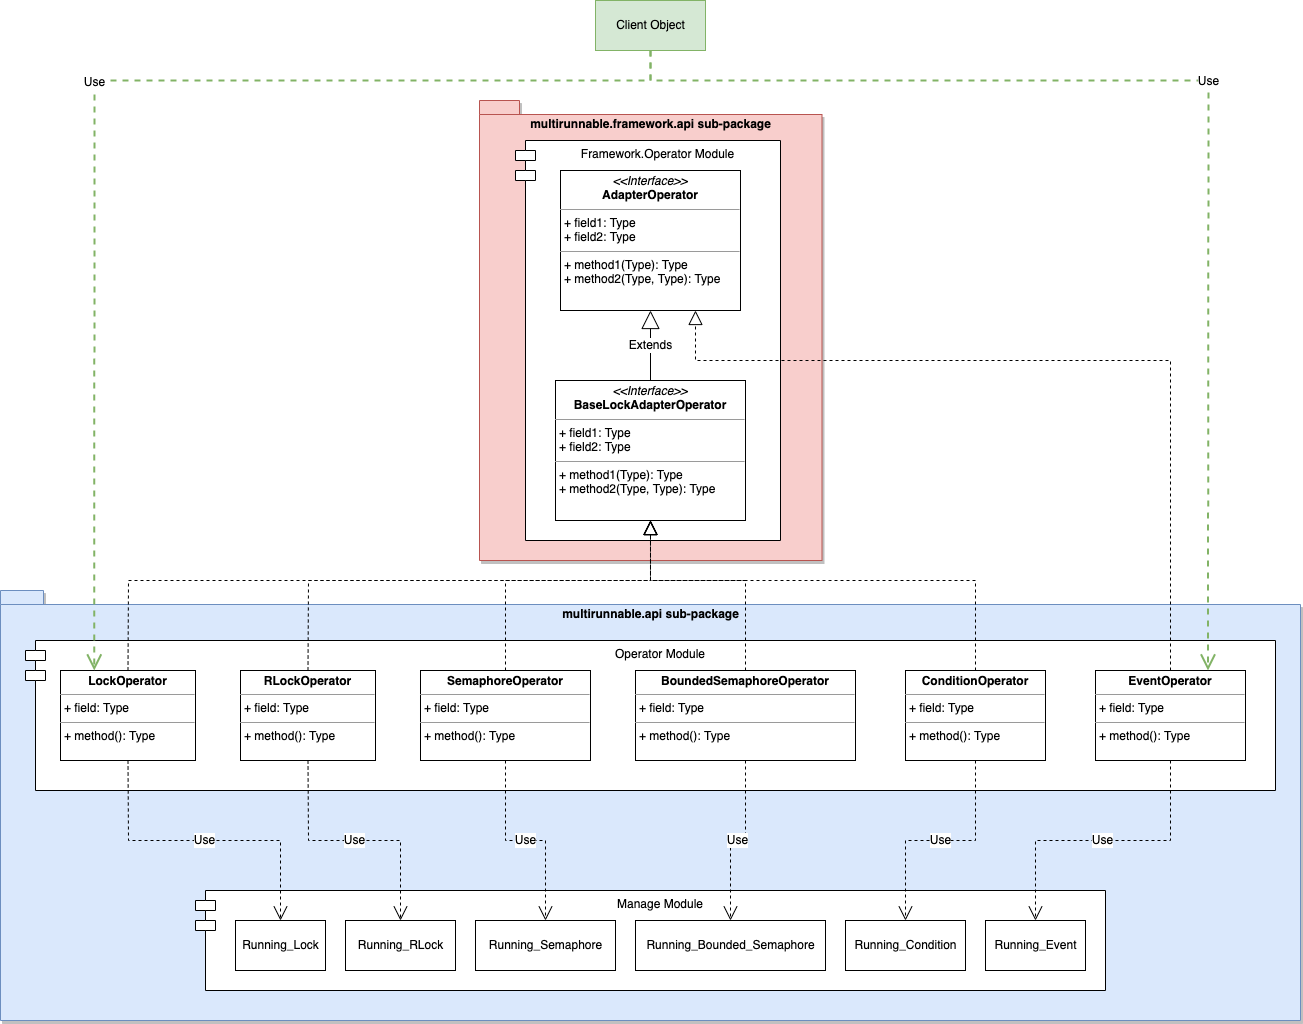 Client Object
Use
Use
multirunnable.framework.api sub-package
Framework.Operator Module
<<Interface>>
AdapterOperator
+ field1: Type
+ field2: Type
+ method1(Type): Type
+ method2(Type, Type): Type
Extends
<<Interface>>
BaseLockAdapterOperator
+ field1: Type
+ field2: Type
+ method1(Type): Type
+ method2(Type, Type): Type
multirunnable.api sub-package
Operator Module
LockOperator
+ field: Type
+ method(): Type
RLockOperator
+ field: Type
+ method(): Type
SemaphoreOperator
+ field: Type
+ method(): Type
BoundedSemaphoreOperator
+ field: Type
+ method(): Type
ConditionOperator
+ field: Type
+ method(): Type
EventOperator
+ field: Type
+ method(): Type
Use
Use
Use
Use
Use
Use
Manage Module
Running_Lock
Running_RLock
Running_Semaphore
Running_Bounded_Semaphore
Running_Condition
Running_Event